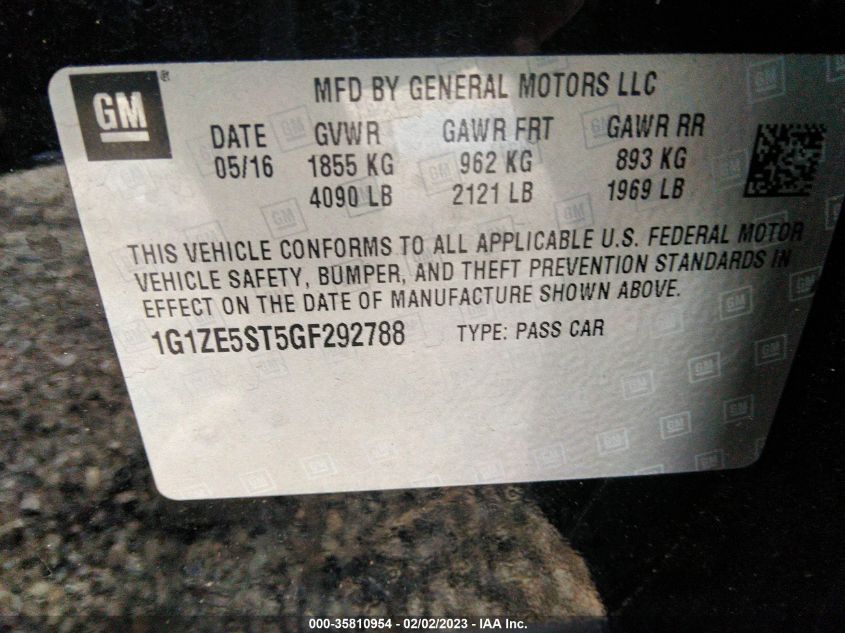 GM
MFD BY GENERAL MOTORS LLC
DATE GVWR GAWR FRT GAWR RR
05/16 1855 KG 962 KG 893 KG
4090 LB 2121 LB 1969 LB
THIS VEHICLE CONFORMS TO ALL APPLICABLE U.S. FEDERAL MOTOR
VEHICLE SAFETY, BUMPER, AND THEFT PREVENTION STANDARDS IN
EFFECT ON THE DATE OF MANUFACTURE SHOWN ABOVE.
1G1ZE5ST5GF292788 TYPE: PASS CAR
000-35810954 - 02/02/2023 - IAA Inc.